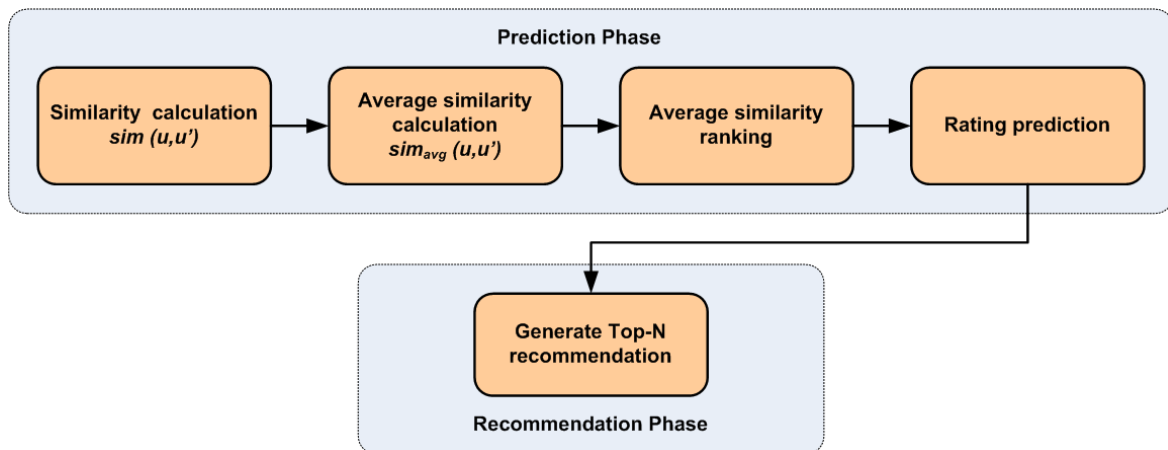 Prediction Phase
Similarity calculation
sim (u,u’)
Average similarity
calculation
simavg (u,u’)
Average similarity
ranking
Rating prediction
Generate Top-N
recommendation
Recommendation Phase